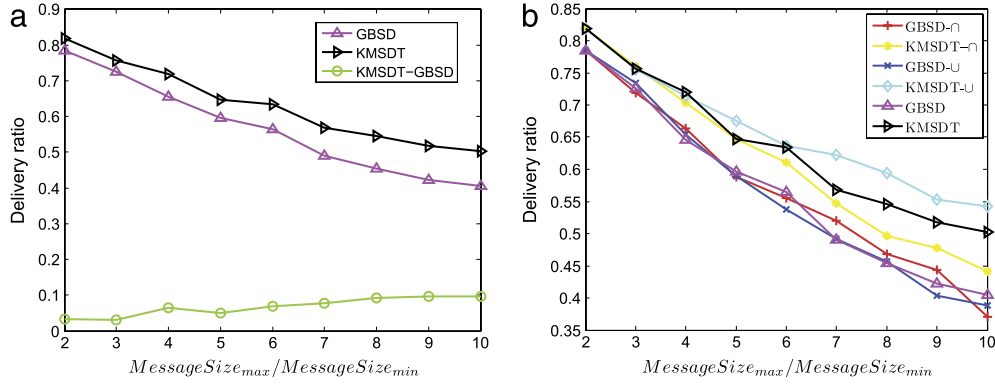 a
0.9
0.8
0.7
0.6
0.5
0.4
0.3
0.2
0.1
0
Delivery ratio
GBSD
KMSDT
KMSDT-GBSD
2 3 4 5 6 7 8 9 10
MessageSize_max/MessageSize_min
b
0.85
0.8
0.75
0.7
0.65
0.6
0.55
0.5
0.45
0.4
0.35
Delivery ratio
GBSD-∩
KMSDT-∩
GBSD-∪
KMSDT-∪
GBSD
KMSDT
2 3 4 5 6 7 8 9 10
MessageSize_max/MessageSize_min